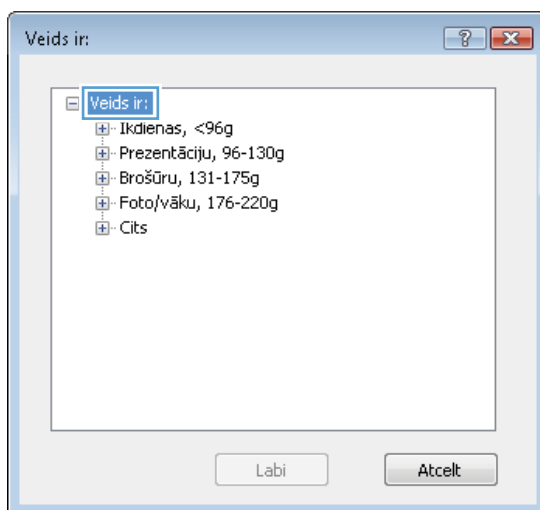 Veids ir:
Veids ir:
Ikdienas, <96g
Prezentāciju, 96-130g
Brošūru, 131-175g
Foto/vāku, 176-220g
Cits
Labi
Atcelt